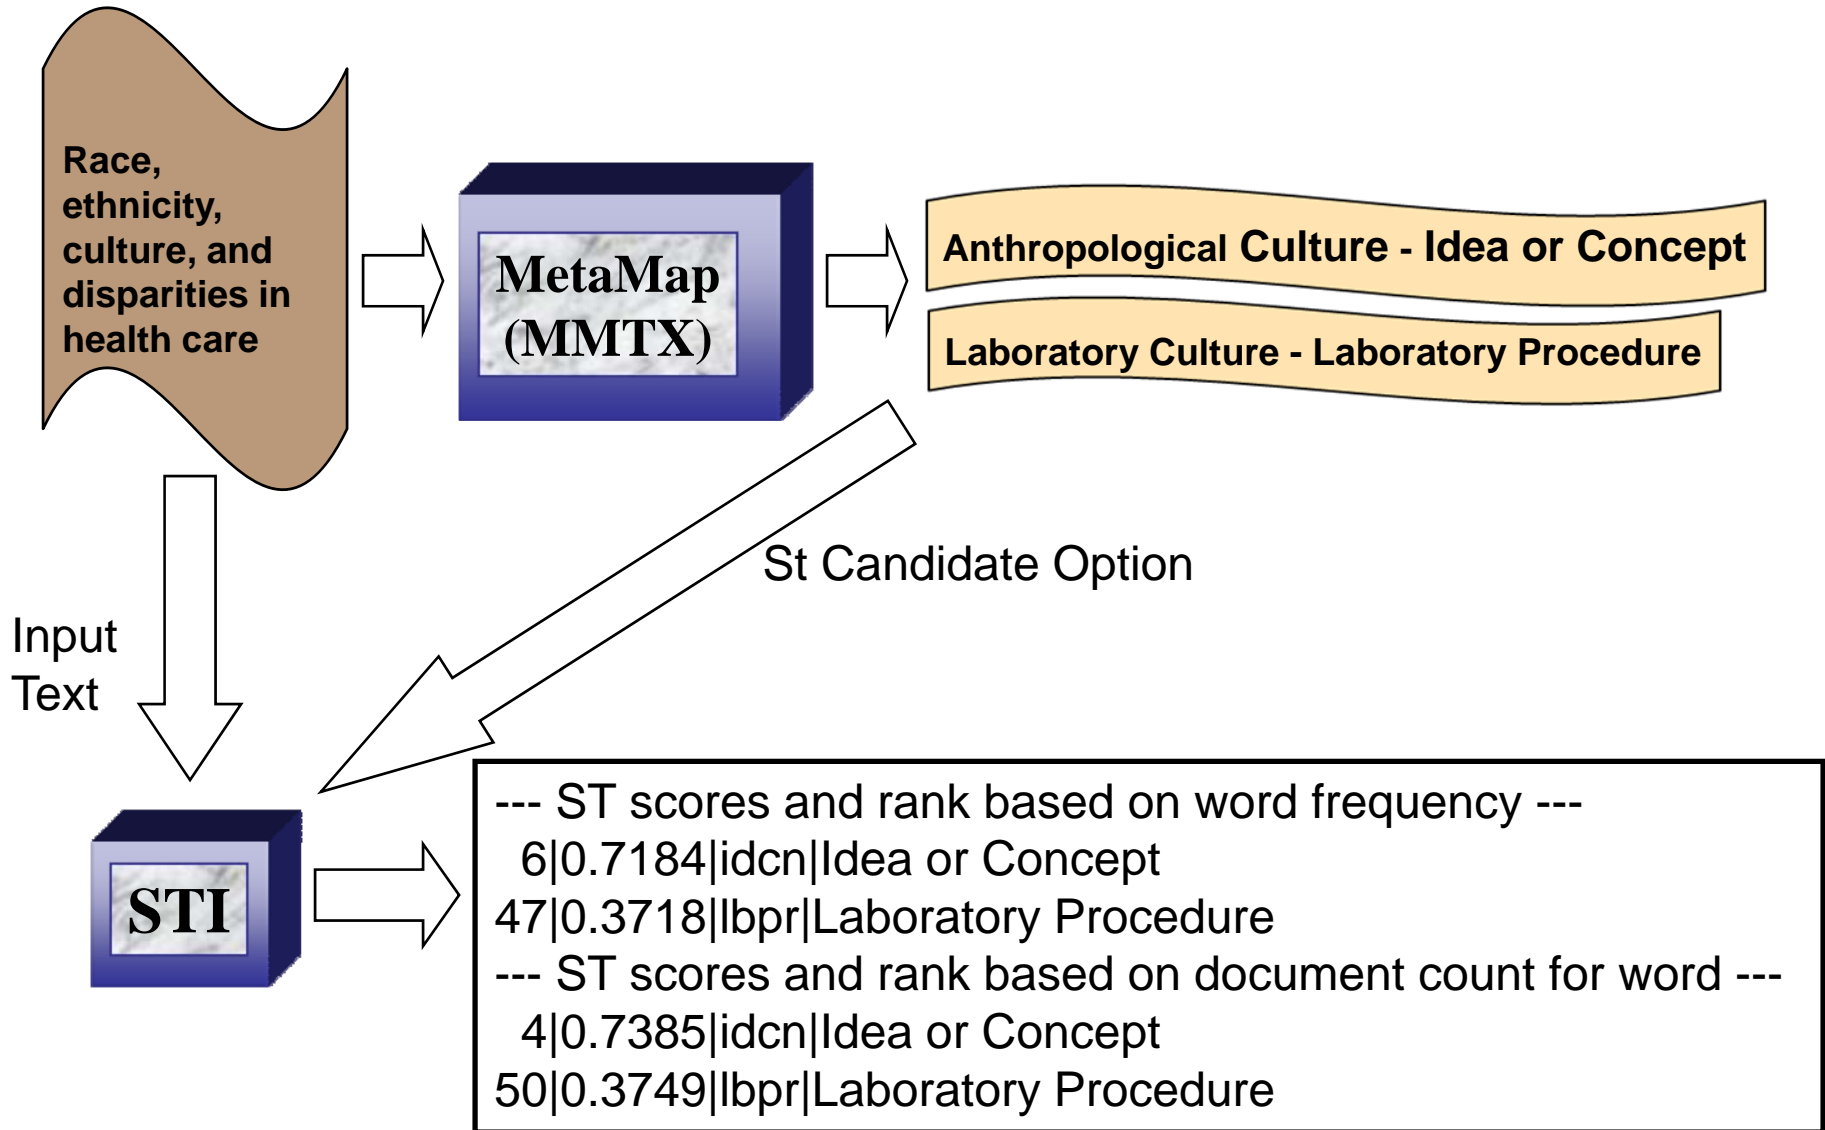 Race,
ethnicity,
culture, and
disparities in
health care
MetaMap
(MMTX)
Anthropological Culture - Idea or Concept
Laboratory Culture - Laboratory Procedure
St Candidate Option
Input
Text
STI
--- ST scores and rank based on word frequency ---
6|0.7184|idcn|Idea or Concept
47|0.3718|lbpr|Laboratory Procedure
--- ST scores and rank based on document count for word ---
4|0.7385|idcn|Idea or Concept
50|0.3749|lbpr|Laboratory Procedure